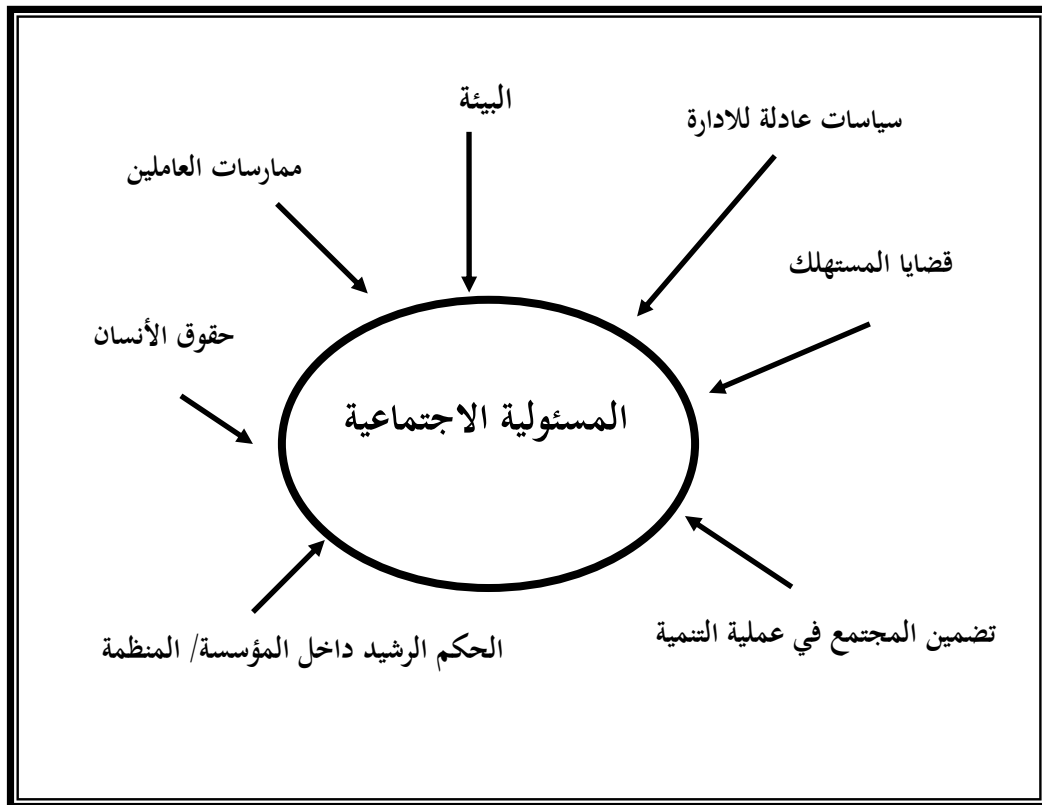 البيئة
سياسات عادلة للادارة
ممارسات العاملين
قضايا المستهلك
حقوق الأنسان
المسئولية الاجتماعية
تضمين المجتمع في عملية التنمية
الحكم الرشيد داخل المؤسسة/ المنظمة